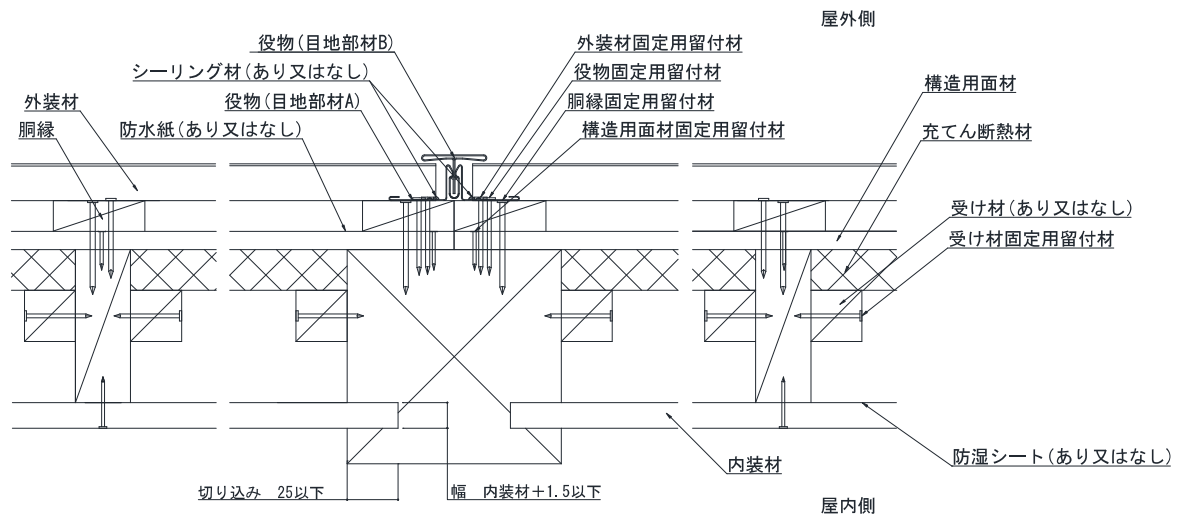 屋外側
役物(目地部材B)
外装材固定用留付材
シーリング材(あり又はなし)
役物固定用留付材
構造用面材
外装材
役物(目地部材A)
胴縁固定用留付材
胴縁
防水紙(あり又はなし)
構造用面材固定用留付材
充てん断熱材
受け材(あり又はなし)
受け材固定用留付材
防湿シート(あり又はなし)
内装材
切り込み 25以下
幅 内装材+1.5以下
屋内側